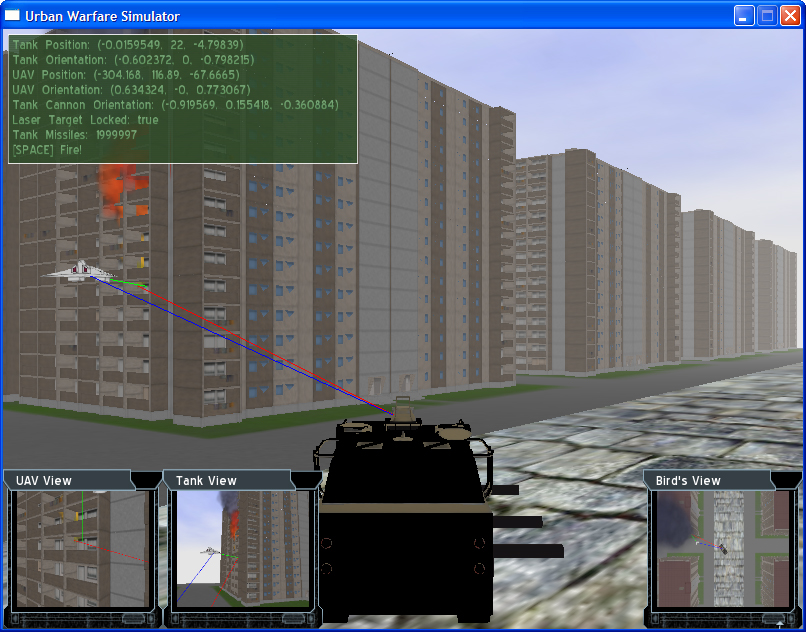 Urban Warfare Simulator
Tank Position: (-0.0159549, 22, -4.79839)
Tank Orientation: (-0.602372, 0, -0.798215)
UAV Position: (-304.168, 116.89, -67.6665)
UAV Orientation: (0.634324, -0, 0.773067)
Tank Cannon Orientation: (-0.919569, 0.155418, -0.360884)
Laser Target Locked: true
Tank Missiles: 1999997
[SPACE] Fire!
UAV View
Tank View
Bird's View